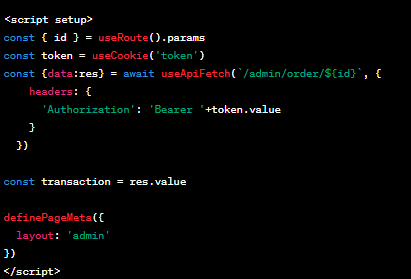 <script setup>
const { id } = useRoute().params
const token = useCookie('token')
const {data:res} = await useApiFetch(`/admin/order/${id}`, {
    headers: {
      'Authorization': 'Bearer '+token.value
    }
  })

const transaction = res.value

definePageMeta({
  layout: 'admin'
})
</script>